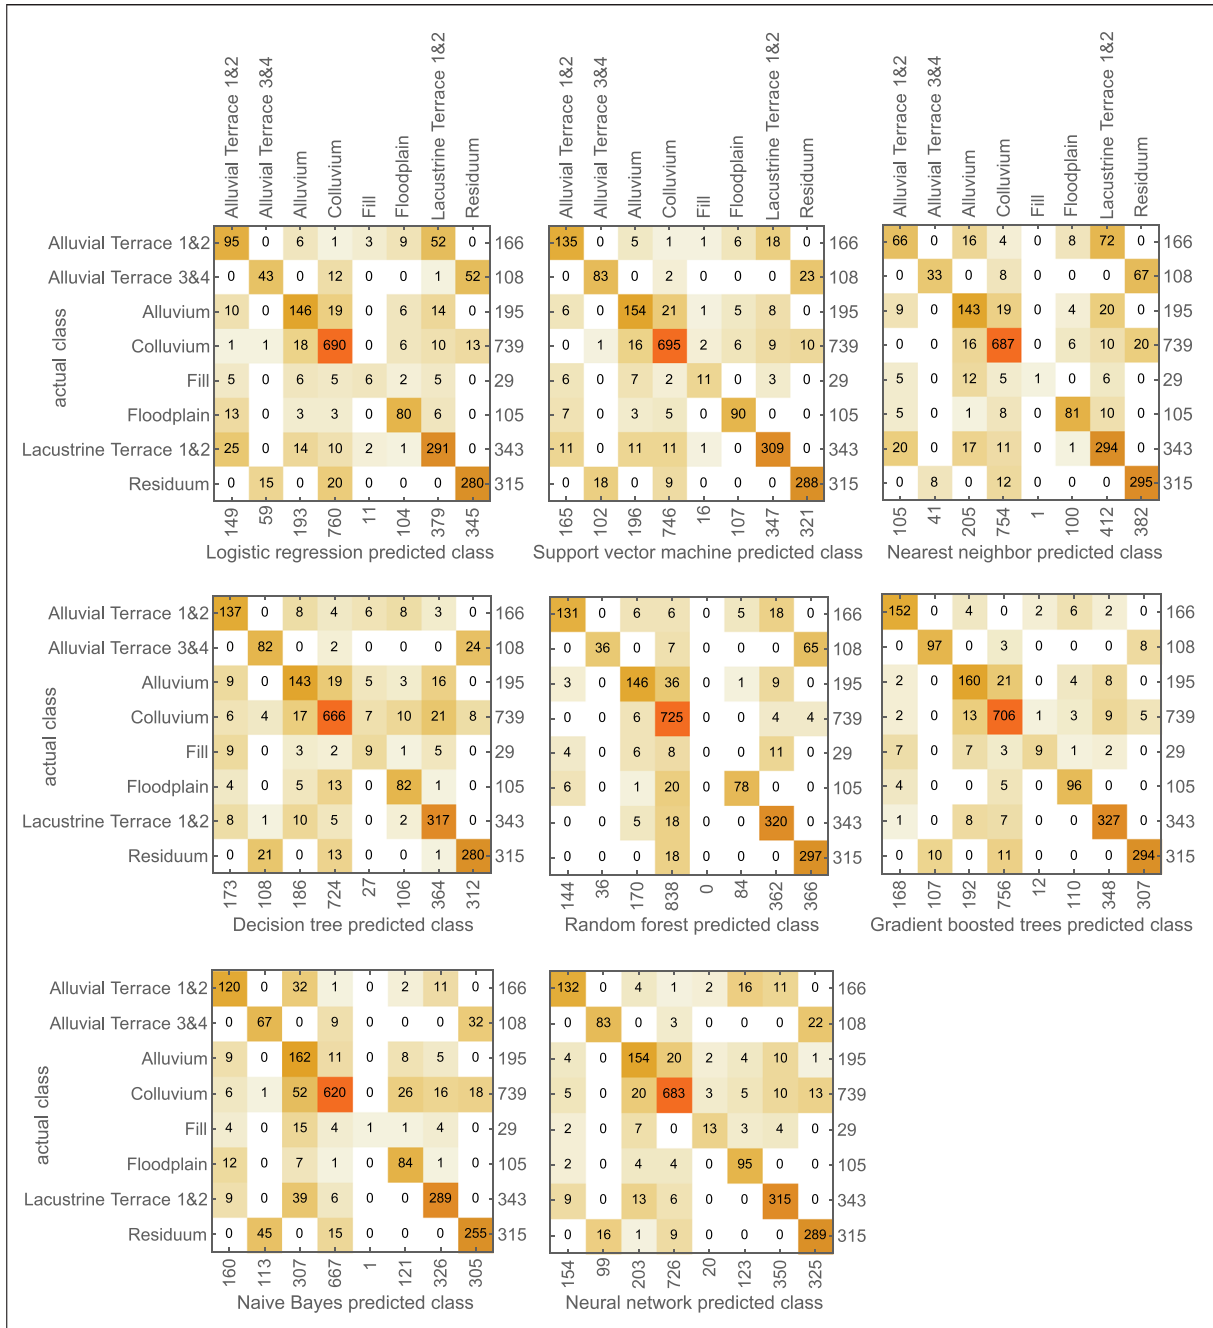 Alluvial Terrace 1&2 Alluvial Terrace 3&4 Alluvium Colluvium Fill Floodplain Lacustrine Terrace 1&2 Residuum
Alluvial Terrace 1&2 Alluvial Terrace 3&4 Alluvium Colluvium Fill Floodplain Lacustrine Terrace 1&2 Residuum
Alluvial Terrace 1&2 Alluvial Terrace 3&4 Alluvium Colluvium Fill Floodplain Lacustrine Terrace 1&2 Residuum
actual class
Alluvial Terrace 1&2 95 0 6 1 3 9 52 0 166
Alluvial Terrace 3&4 0 43 0 12 0 0 1 52 108
Alluvium 10 0 146 19 0 6 14 0 195
Colluvium 1 1 18 690 0 6 10 13 739
Fill 5 0 6 5 6 2 5 0 29
Floodplain 13 0 3 3 0 80 6 0 105
Lacustrine Terrace 1&2 25 0 14 10 2 1 291 0 343
Residuum 0 15 0 20 0 0 0 280 315
149 59 193 760 11 104 379 345
Logistic regression predicted class
135 0 5 1 1 6 18 0 166
0 83 0 2 0 0 0 23 108
6 0 154 21 1 5 8 0 195
0 1 16 695 2 6 9 10 739
6 0 7 2 11 0 3 0 29
7 0 3 5 0 90 0 0 105
11 0 11 11 1 0 309 0 343
0 18 0 9 0 0 0 288 315
165 102 196 746 16 107 347 321
Support vector machine predicted class
66 0 16 4 0 8 72 0 166
0 33 0 8 0 0 0 67 108
9 0 143 19 0 4 20 0 195
0 0 16 687 0 6 10 20 739
5 0 12 5 1 0 6 0 29
5 0 1 8 0 81 10 0 105
20 0 17 11 0 1 294 0 343
0 8 0 12 0 0 0 295 315
105 41 205 754 1 100 412 382
Nearest neighbor predicted class
actual class
Alluvial Terrace 1&2 137 0 8 4 6 8 3 0 166
Alluvial Terrace 3&4 0 82 0 2 0 0 0 24 108
Alluvium 9 0 143 19 5 3 16 0 195
Colluvium 6 4 17 666 7 10 21 8 739
Fill 9 0 3 2 9 1 5 0 29
Floodplain 4 0 5 13 0 82 1 0 105
Lacustrine Terrace 1&2 8 1 10 5 0 2 317 0 343
Residuum 0 21 0 13 0 0 1 280 315
173 108 186 724 27 106 364 312
Decision tree predicted class
131 0 6 6 0 5 18 0 166
0 36 0 7 0 0 0 65 108
3 0 146 36 0 1 9 0 195
0 0 6 725 0 0 4 4 739
4 0 6 8 0 0 11 0 29
6 0 1 20 0 78 0 0 105
0 0 5 18 0 0 320 0 343
0 0 0 18 0 0 0 297 315
144 36 170 838 0 84 362 366
Random forest predicted class
152 0 4 0 2 6 2 0 166
0 97 0 3 0 0 0 8 108
2 0 160 21 0 4 8 0 195
2 0 13 706 1 3 9 5 739
7 0 7 3 9 1 2 0 29
4 0 0 5 0 96 0 0 105
1 0 8 7 0 0 327 0 343
0 10 0 11 0 0 0 294 315
168 107 192 756 12 110 348 307
Gradient boosted trees predicted class
actual class
Alluvial Terrace 1&2 120 0 32 1 0 2 11 0 166
Alluvial Terrace 3&4 0 67 0 9 0 0 0 32 108
Alluvium 9 0 162 11 0 8 5 0 195
Colluvium 6 1 52 620 0 26 16 18 739
Fill 4 0 15 4 1 1 4 0 29
Floodplain 12 0 7 1 0 84 1 0 105
Lacustrine Terrace 1&2 9 0 39 6 0 0 289 0 343
Residuum 0 45 0 15 0 0 0 255 315
160 113 307 667 1 121 326 305
Naive Bayes predicted class
132 0 4 1 2 16 11 0 166
0 83 0 3 0 0 0 22 108
4 0 154 20 2 4 10 1 195
5 0 20 683 3 5 10 13 739
2 0 7 0 13 3 4 0 29
2 0 4 4 0 95 0 0 105
9 0 13 6 0 0 315 0 343
0 16 1 9 0 0 0 289 315
154 99 203 726 20 123 350 325
Neural network predicted class